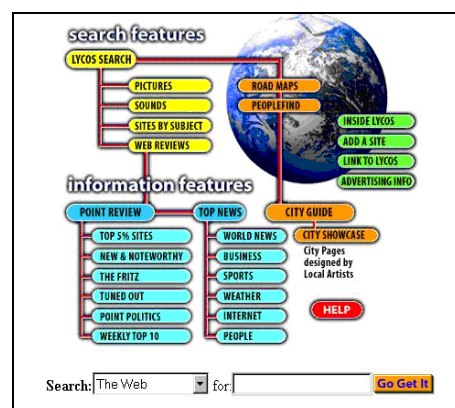 search features
LYCOS SEARCH
PICTURES
SOUNDS
SITES BY SUBJECT
WEB REVIEWS
ROAD MAPS
PEOPLEFIND
INSIDE LYCOS
ADD A SITE
LINK TO LYCOS
ADVERTISING INFO
information features
POINT REVIEW
TOP 5% SITES
NEW & NOTEWORTHY
THE FRITZ
TUNED OUT
POINT POLITICS
WEEKLY TOP 10
TOP NEWS
WORLD NEWS
BUSINESS
SPORTS
WEATHER
INTERNET
PEOPLE
CITY GUIDE
CITY SHOWCASE
City Pages
designed by
Local Artists
HELP
Search: The Web for: Go Get It